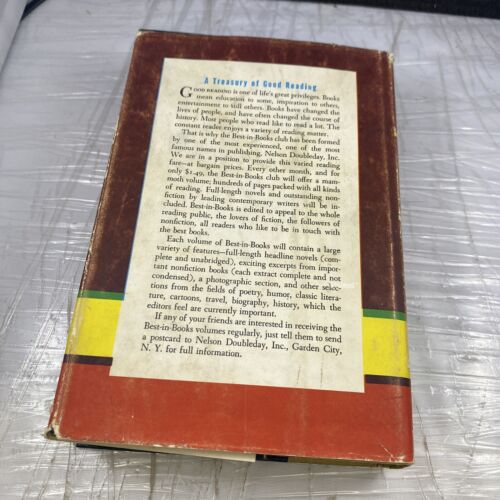 A Treasury of Good Reading
GOOD READING is one of life's great privileges. Books
mean education to some, inspiration to others,
entertainment to still others. Books have changed the
lives of people, and have often changed the course of
history. Most people who read like to read a lot. The
constant reader enjoys a variety of reading matter.
That is why the Best-in-Books club has been formed
by one of the most experienced, one of the most
famous names in publishing, Nelson Doubleday, Inc.
We are in a position to provide this varied reading
fare—at bargain prices. Every other month, and for
only $1.49, the Best-in-Books club will offer a mam-
moth volume; hundreds of pages packed with all kinds
of reading. Full-length novels and outstanding non-
fiction by leading contemporary writers will be in-
cluded. Best-in-Books is edited to appeal to the whole
reading public, the lovers of fiction, the followers of
nonfiction, all readers who like to be in touch with
the best books.
Each volume of Best-in-Books will contain a large
variety of features—full-length headline novels (com-
plete and unabridged), exciting excerpts from impor-
tant nonfiction books (each extract complete and not
condensed), a photographic section, and other selec-
tions from the fields of poetry, humor, classic litera-
ture, cartoons, travel, biography, history, which the
editors feel are currently important.
If any of your friends are interested in receiving the
Best-in-Books volumes regularly, just tell them to send
a postcard to Nelson Doubleday, Inc., Garden City,
N. Y. for full information.